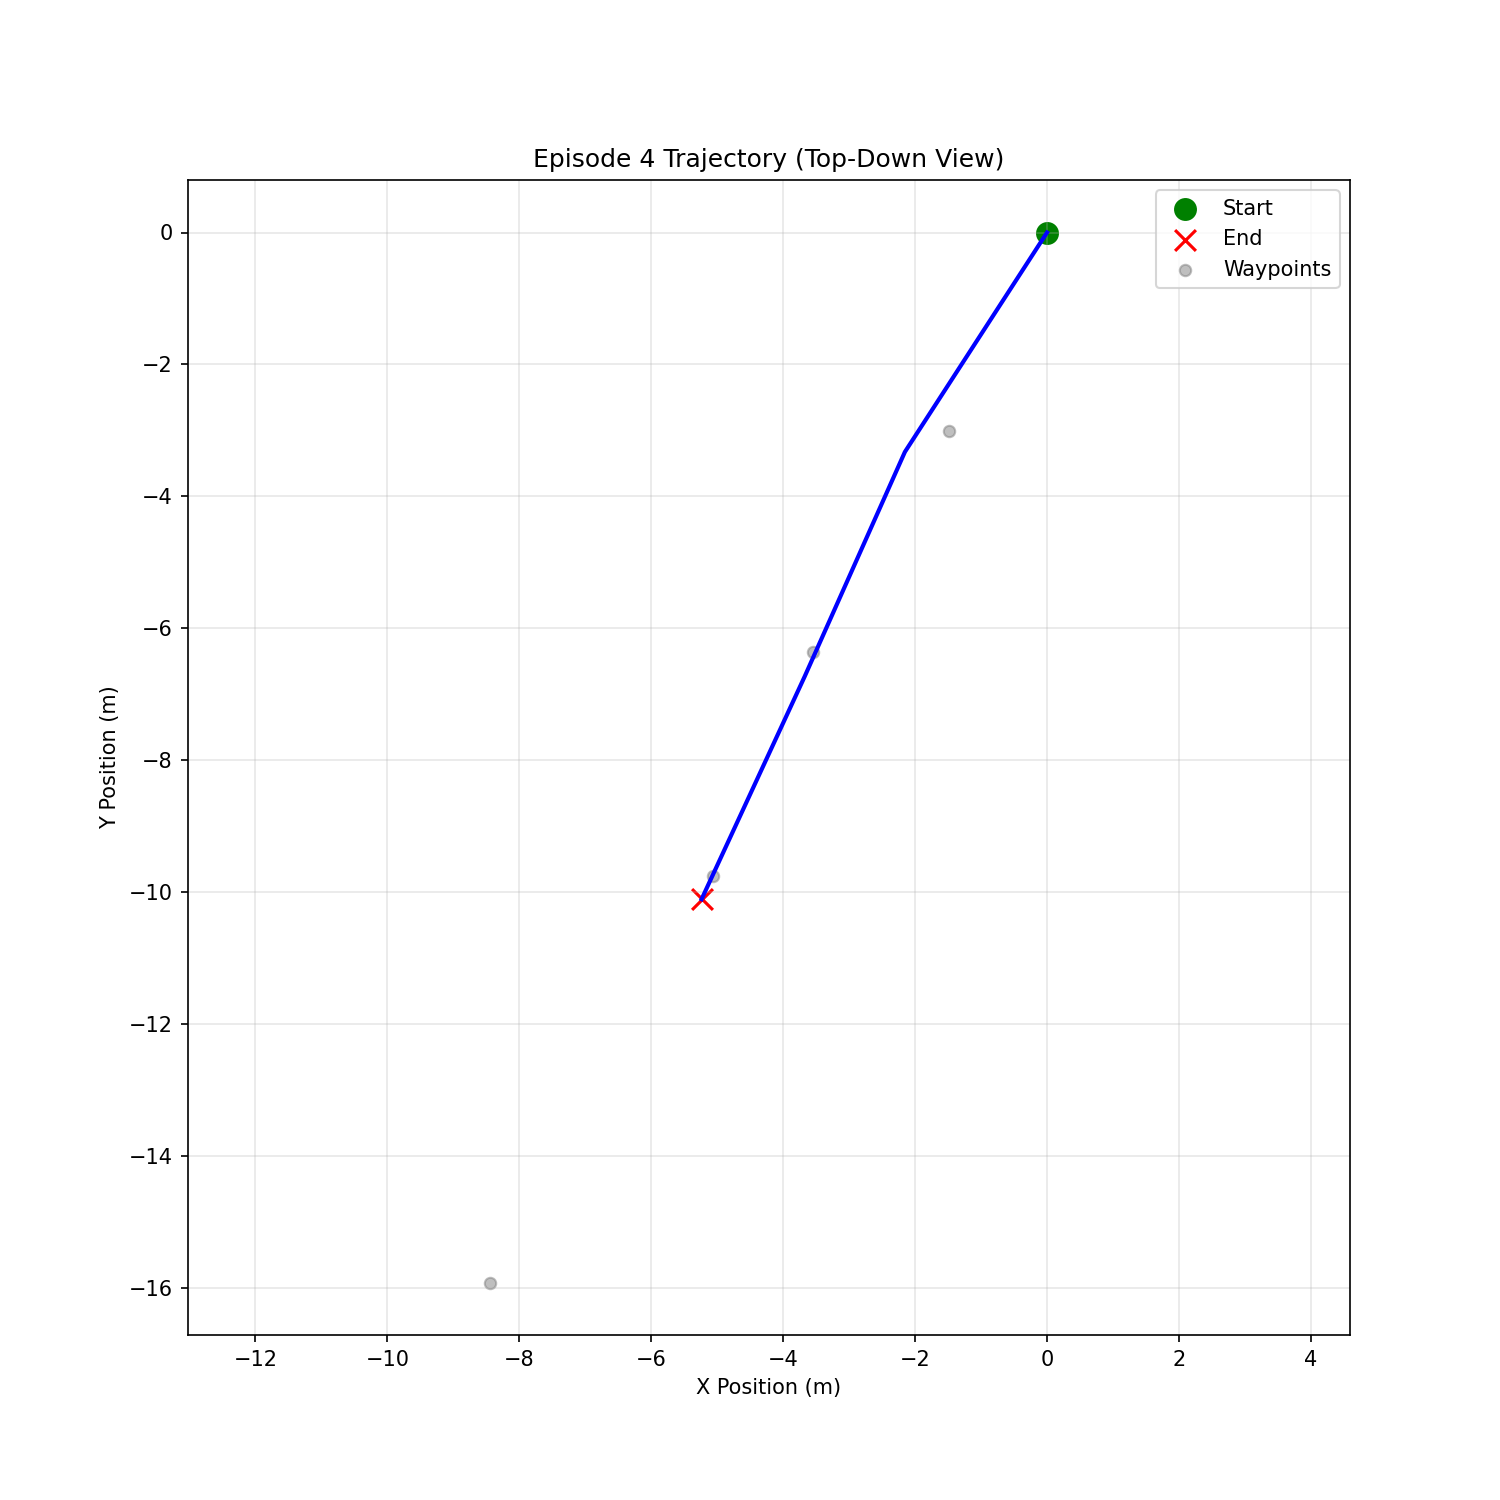 Episode 4 Trajectory (Top-Down View)
Start
End
Waypoints
0
−2
−4
−6
−8
−10
−12
−14
−16
Y Position (m)
−12 −10 −8 −6 −4 −2 0 2 4
X Position (m)